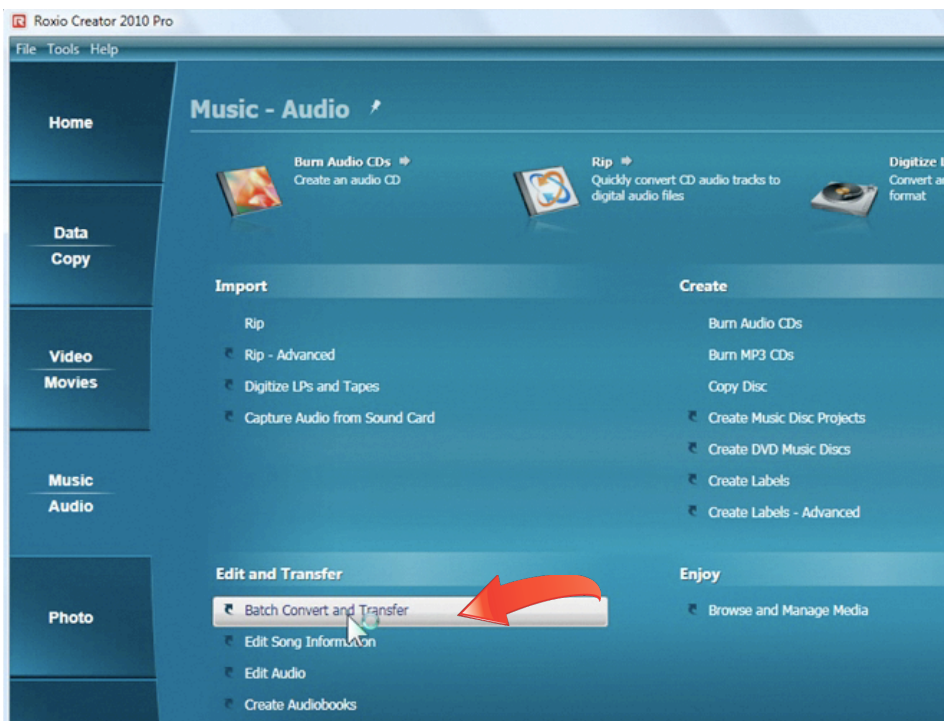 Roxio Creator 2010 Pro
File Tools Help
Home
Data
Copy
Video
Movies
Music
Audio
Photo
Music - Audio
Burn Audio CDs
Create an audio CD
Rip
Quickly convert CD audio tracks to
digital audio files
Digitize
Convert
format
Import
Rip
Rip - Advanced
Digitize LPs and Tapes
Capture Audio from Sound Card
Create
Burn Audio CDs
Burn MP3 CDs
Copy Disc
Create Music Disc Projects
Create DVD Music Discs
Create Labels
Create Labels - Advanced
Edit and Transfer
Batch Convert and Transfer
Edit Song Information
Edit Audio
Create Audiobooks
Enjoy
Browse and Manage Media